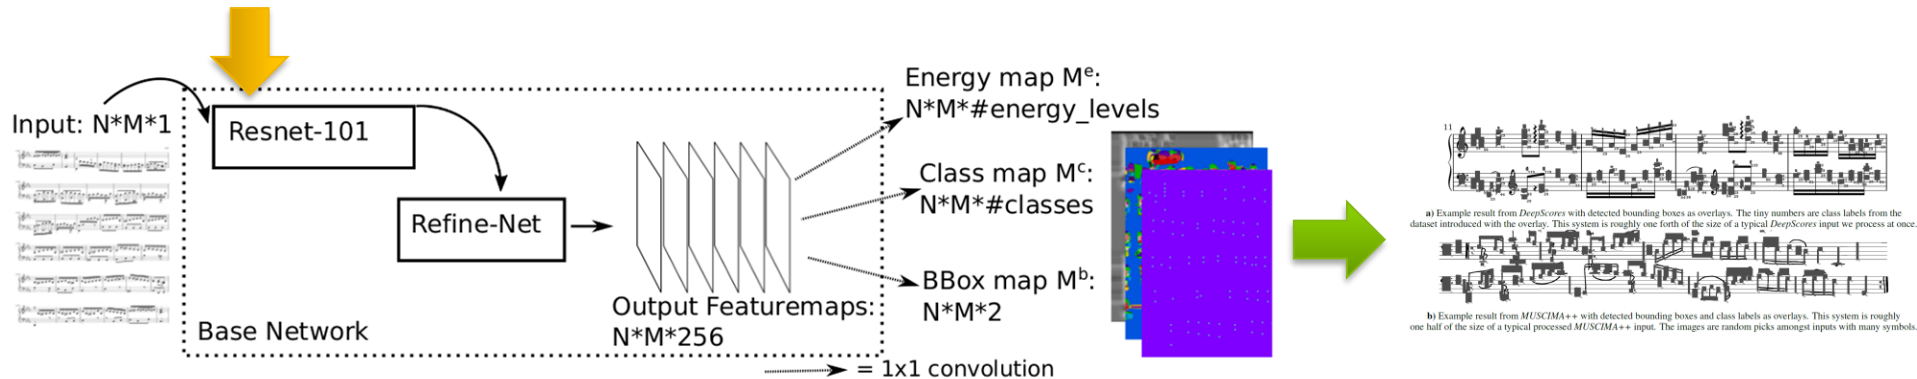 Input: N*M*1
Resnet-101
Refine-Net
Base Network
Output Featuremaps:
N*M*256
Energy map Mᵉ:
N*M*#energy_levels
Class map Mᶜ:
N*M*#classes
BBox map Mᵇ:
N*M*2
= 1x1 convolution
11
a) Example result from DeepScores with detected bounding boxes as overlays. The tiny numbers are class labels from the
dataset introduced with the overlay. This system is roughly one forth of the size of a typical DeepScores input we process at once.
b) Example result from MUSCIMA++ with detected bounding boxes and class labels as overlays. This system is roughly
one half of the size of a typical processed MUSCIMA++ input. The images are random picks amongst inputs with many symbols.